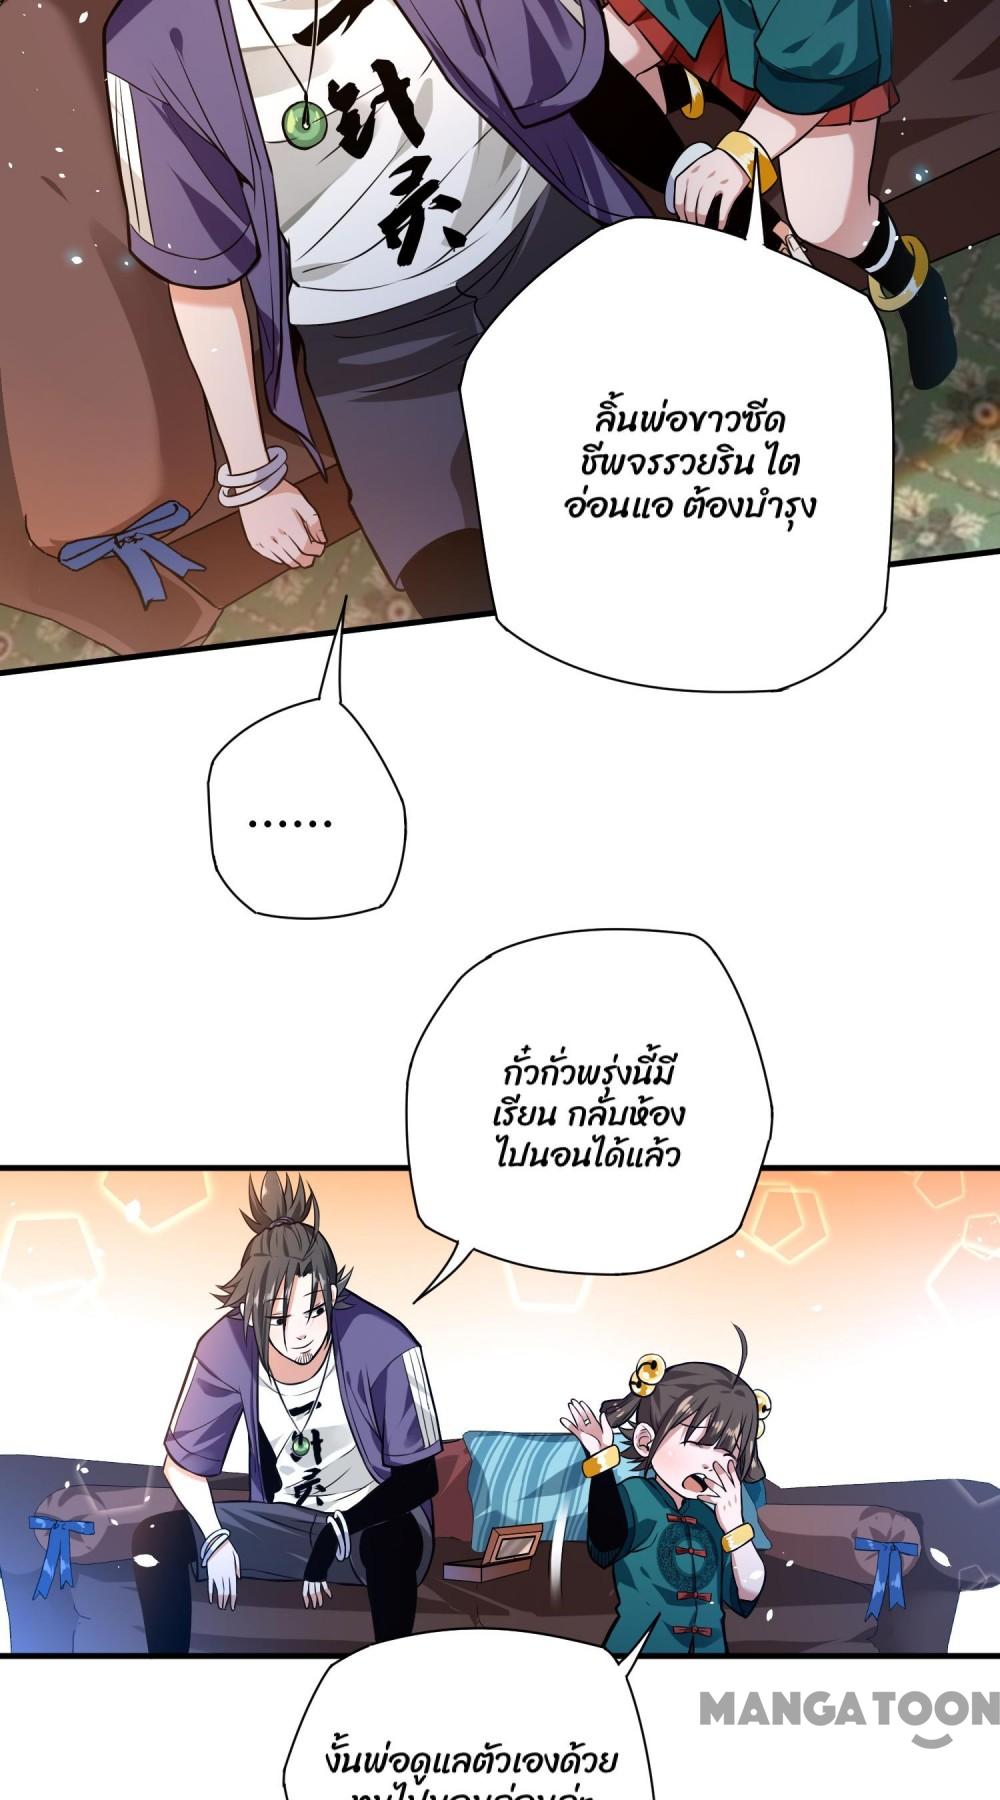 一
针
灵
ลิ้นพ่อขาวซีด
ชีพจรรวยริน ไต
อ่อนแอ ต้องบำรุง
......
กั๋วกั่วพรุ่งนี้มี
เรียน กลับห้อง
ไปนอนได้แล้ว
一
针
灵
MANGATOON
งั้นพ่อดูแลตัวเองด้วย